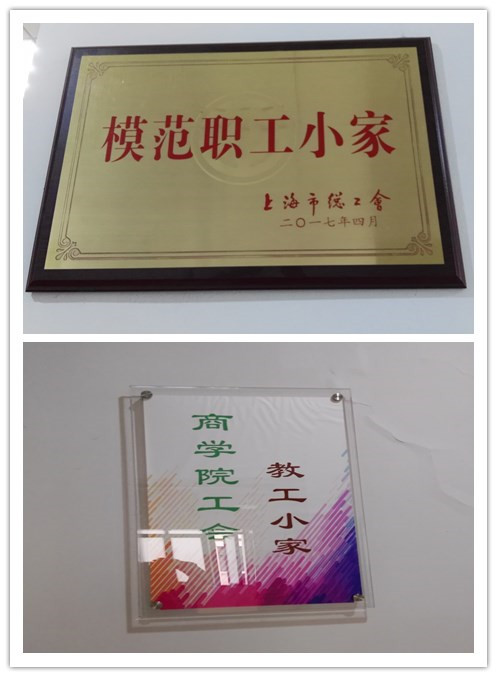 模范职工小家
上海市总工會
二〇一七年四月
商学院工会
教工小家